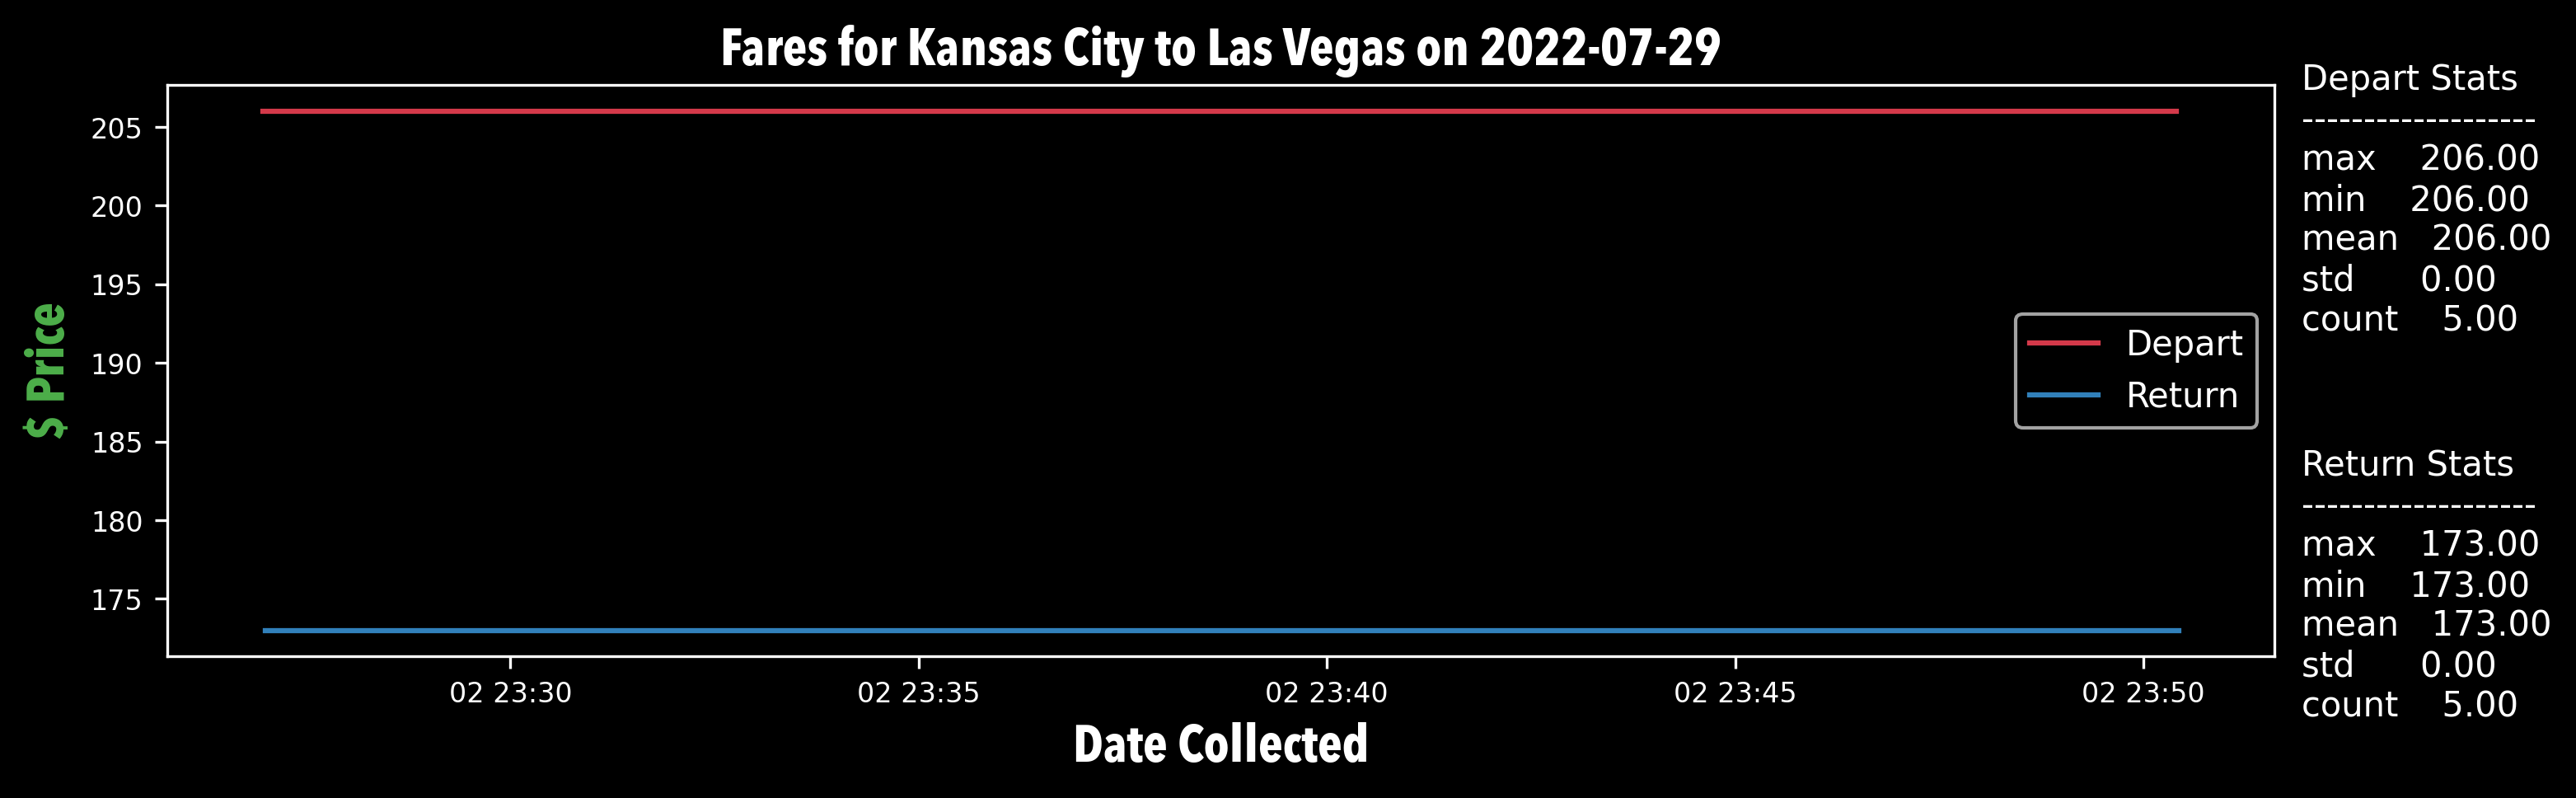 Fares for Kansas City to Las Vegas on 2022-07-29
$ Price
205
200
195
190
185
180
175
02 23:30 02 23:35 02 23:40 02 23:45 02 23:50
Date Collected
Depart
Return
Depart Stats
-------------------
max 206.00
min 206.00
mean 206.00
std 0.00
count 5.00
Return Stats
-------------------
max 173.00
min 173.00
mean 173.00
std 0.00
count 5.00